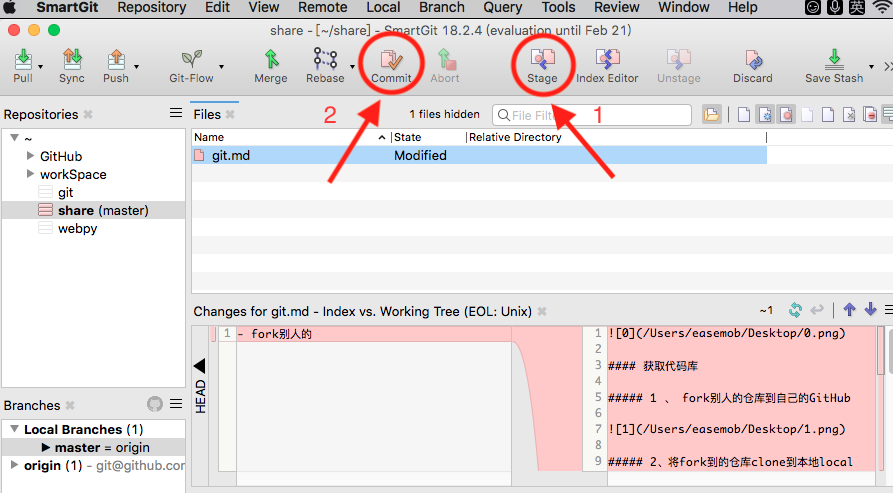 SmartGit Repository Edit View Remote Local Branch Query Tools Review Window Help 英
share - [~/share] - SmartGit 18.2.4 (evaluation until Feb 21)
Pull Sync Push Git-Flow Merge Rebase Commit Abort Stage Index Editor Unstage Discard Save Stash
2 1
Repositories
~
GitHub
workSpace
git
share (master)
webpy
Files 1 files hidden File Filter
Name State Relative Directory
git.md Modified
Changes for git.md - Index vs. Working Tree (EOL: Unix) ~1
HEAD
1 - fork别人的
1 ![0](/Users/easemob/Desktop/0.png)
2
3 #### 获取代码库
4
5 ##### 1 、 fork别人的仓库到自己的GitHub
6
7 ![1](/Users/easemob/Desktop/1.png)
8
9 ##### 2、将fork到的仓库clone到本地local
Branches
Local Branches (1)
master = origin
origin (1) - git@github.cor